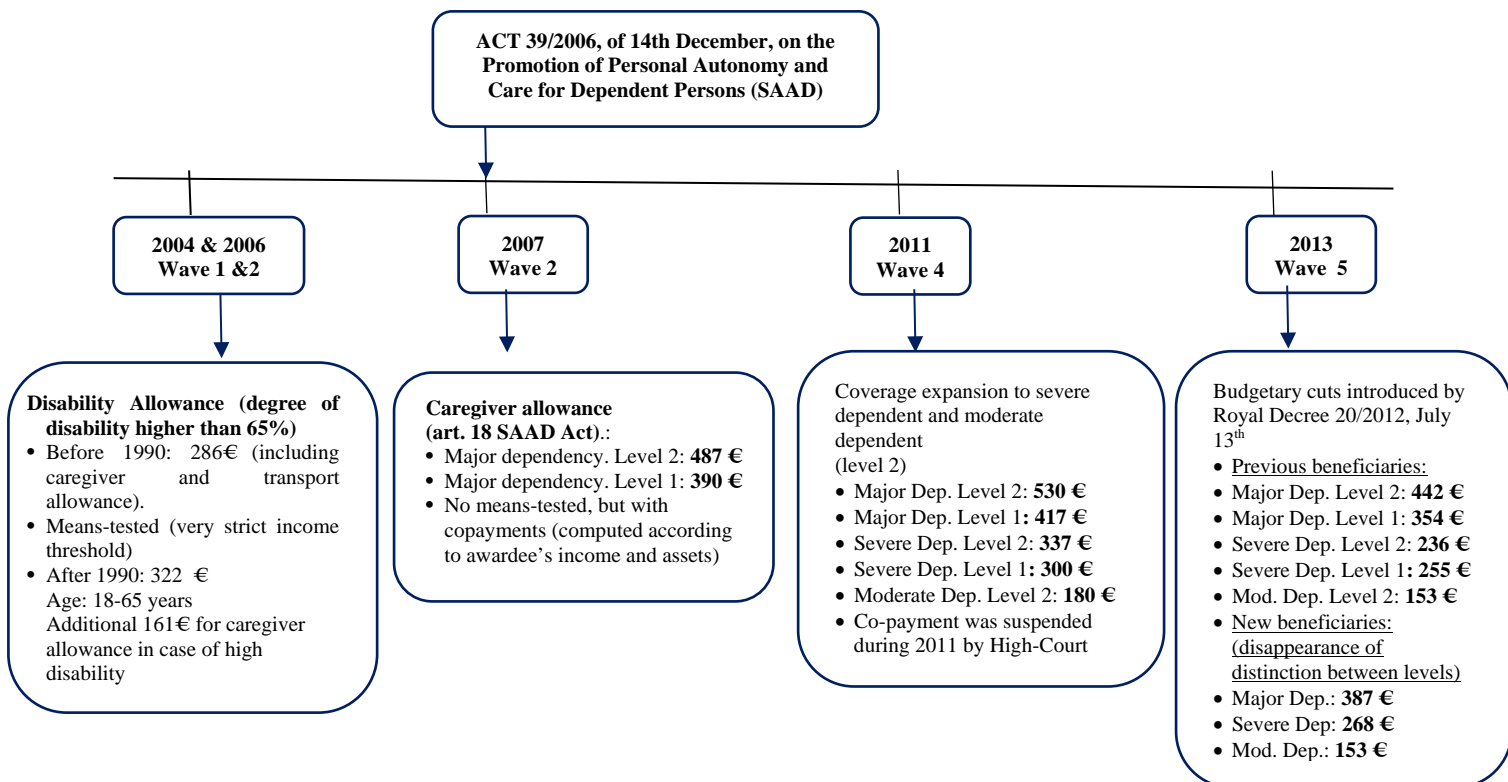 ACT 39/2006, of 14th December, on the
Promotion of Personal Autonomy and
Care for Dependent Persons (SAAD)
2004 & 2006
Wave 1 &2
2007
Wave 2
2011
Wave 4
2013
Wave 5
Disability Allowance (degree of
disability higher than 65%)
• Before 1990: 286€ (including
caregiver and transport
allowance).
• Means-tested (very strict income
threshold)
• After 1990: 322 €
Age: 18-65 years
Additional 161€ for caregiver
allowance in case of high
disability
Caregiver allowance
(art. 18 SAAD Act).:
• Major dependency. Level 2: 487 €
• Major dependency. Level 1: 390 €
• No means-tested, but with
copayments (computed according
to awardee's income and assets)
Coverage expansion to severe
dependent and moderate
dependent
(level 2)
• Major Dep. Level 2: 530 €
• Major Dep. Level 1: 417 €
• Severe Dep. Level 2: 337 €
• Severe Dep. Level 1: 300 €
• Moderate Dep. Level 2: 180 €
• Co-payment was suspended
during 2011 by High-Court
Budgetary cuts introduced by
Royal Decree 20/2012, July
13th
• Previous beneficiaries:
• Major Dep. Level 2: 442 €
• Major Dep. Level 1: 354 €
• Severe Dep. Level 2: 236 €
• Severe Dep. Level 1: 255 €
• Mod. Dep. Level 2: 153 €
• New beneficiaries:
(disappearance of
distinction between levels)
• Major Dep.: 387 €
• Severe Dep: 268 €
• Mod. Dep.: 153 €